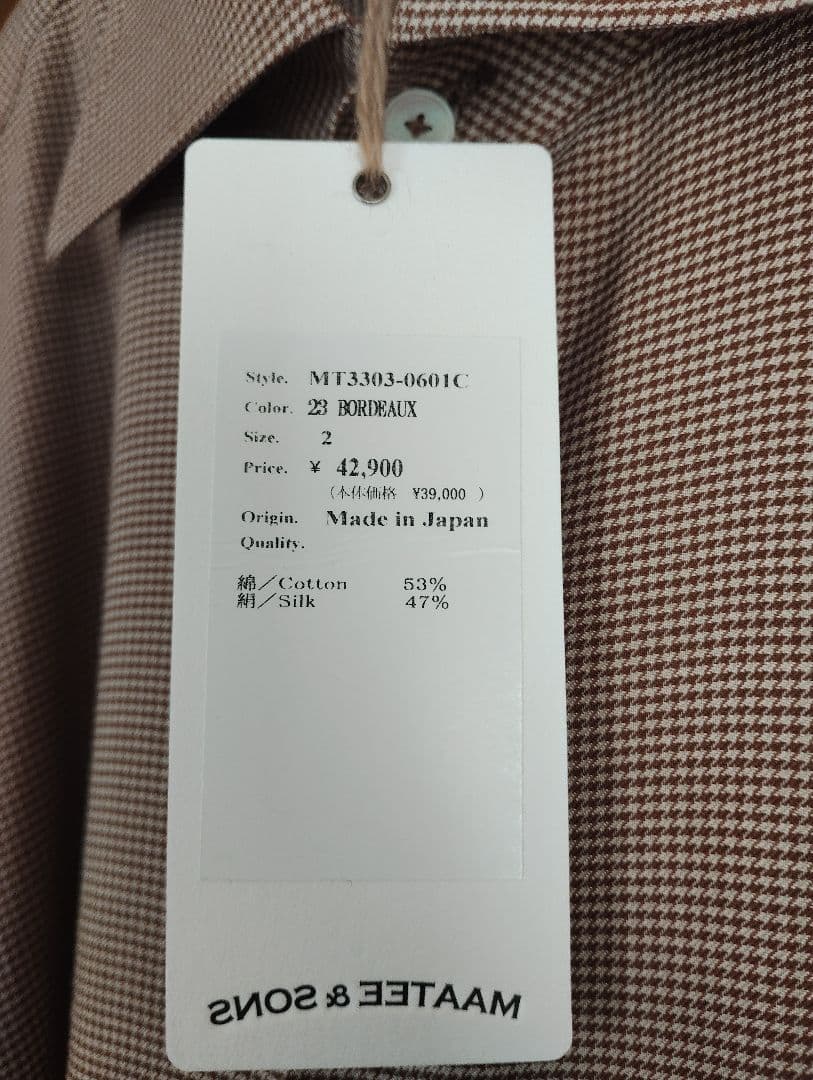 Style. MT3303-0601C
Color. 23 BORDEAUX
Size. 2
Price. ¥ 42,900
(本体価格 ¥39,000 )
Origin. Made in Japan
Quality.
綿／Cotton 53%
絹／Silk 47%
MAATEE & SONS